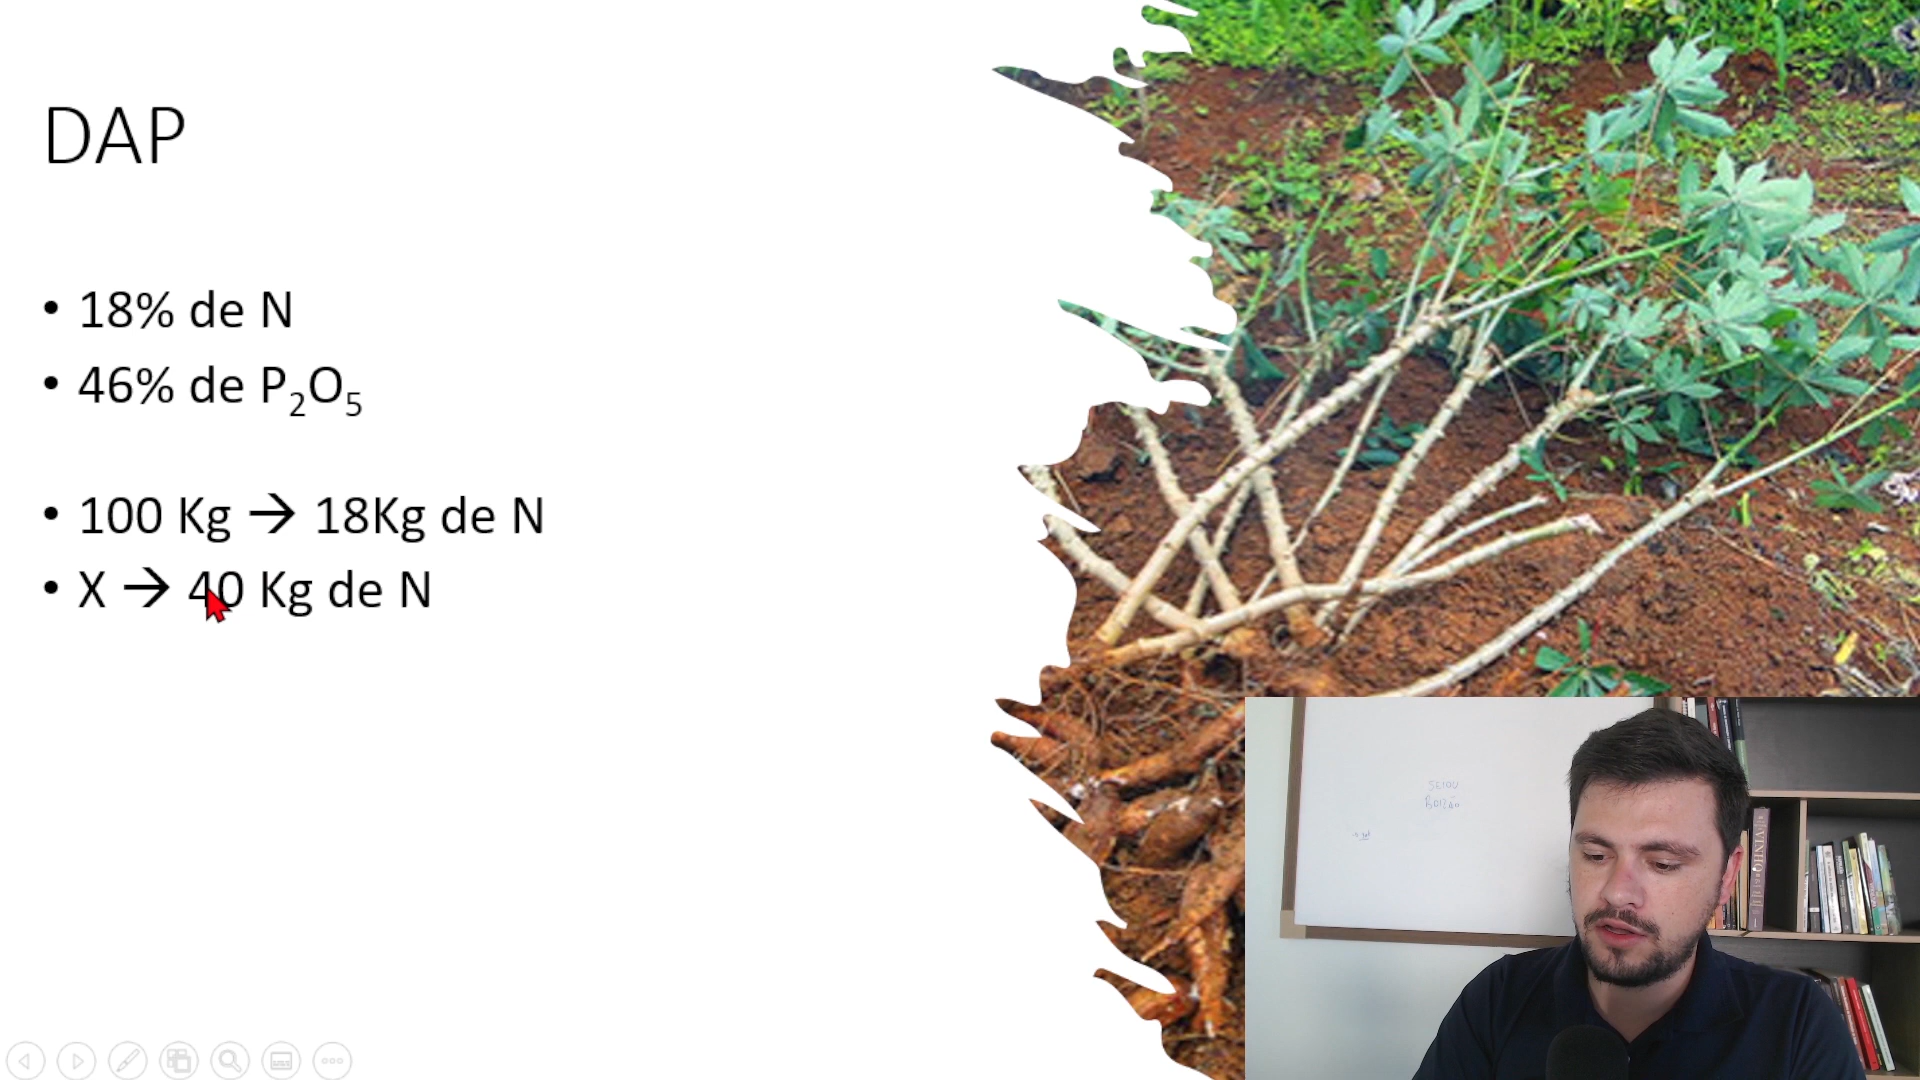 DAP
• 18% de N
• 46% de P₂O₅
• 100 Kg → 18Kg de N
• X → 40 Kg de N